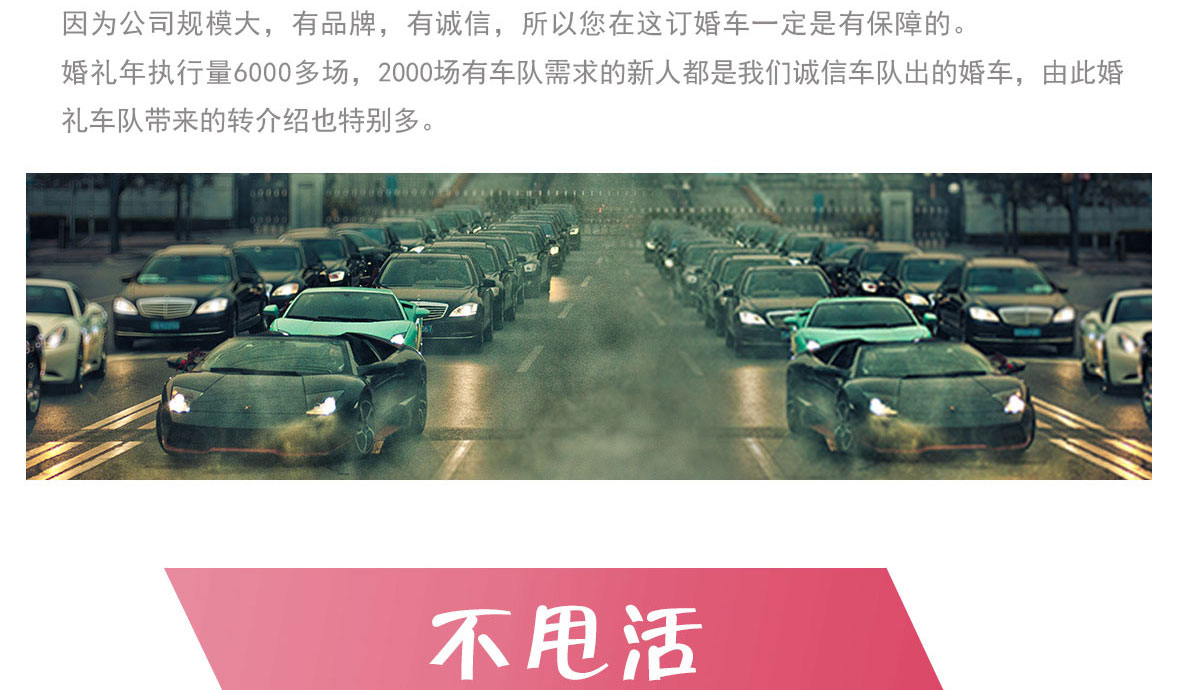 因为公司规模大，有品牌，有诚信，所以您在这订婚车一定是有保障的。
婚礼年执行量6000多场，2000场有车队需求的新人都是我们诚信车队出的婚车，由此婚
礼车队带来的转介绍也特别多。
不甩活